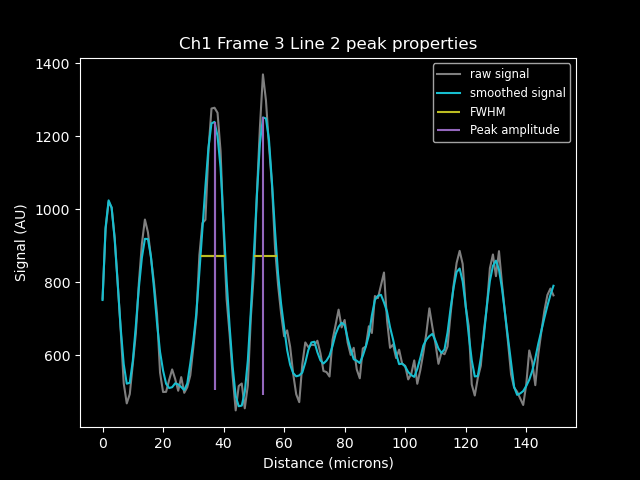 Ch1 Frame 3 Line 2 peak properties
raw signal
smoothed signal
FWHM
Peak amplitude
1400
1200
1000
800
600
Signal (AU)
0 20 40 60 80 100 120 140
Distance (microns)